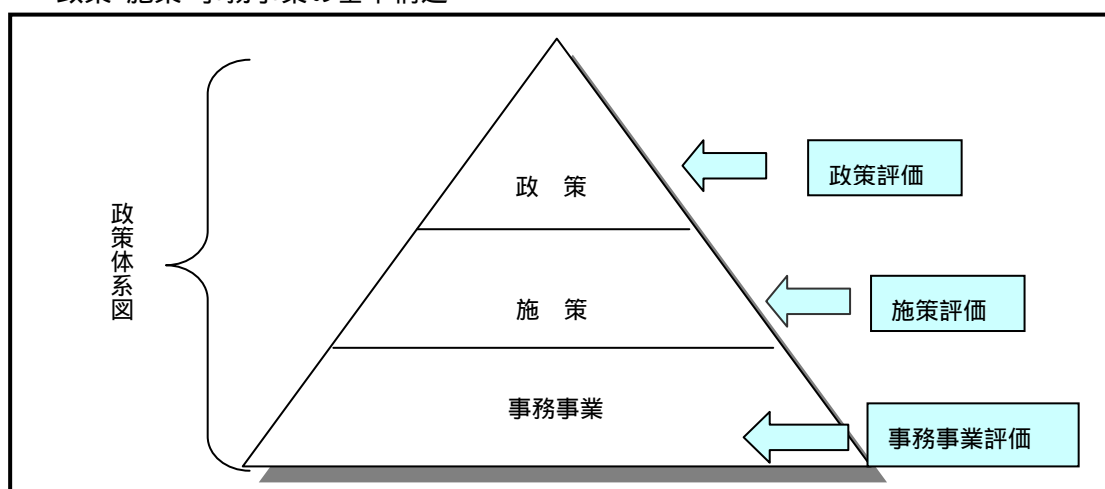 政策体系図
政　策
政策評価
施　策
施策評価
事務事業
事務事業評価